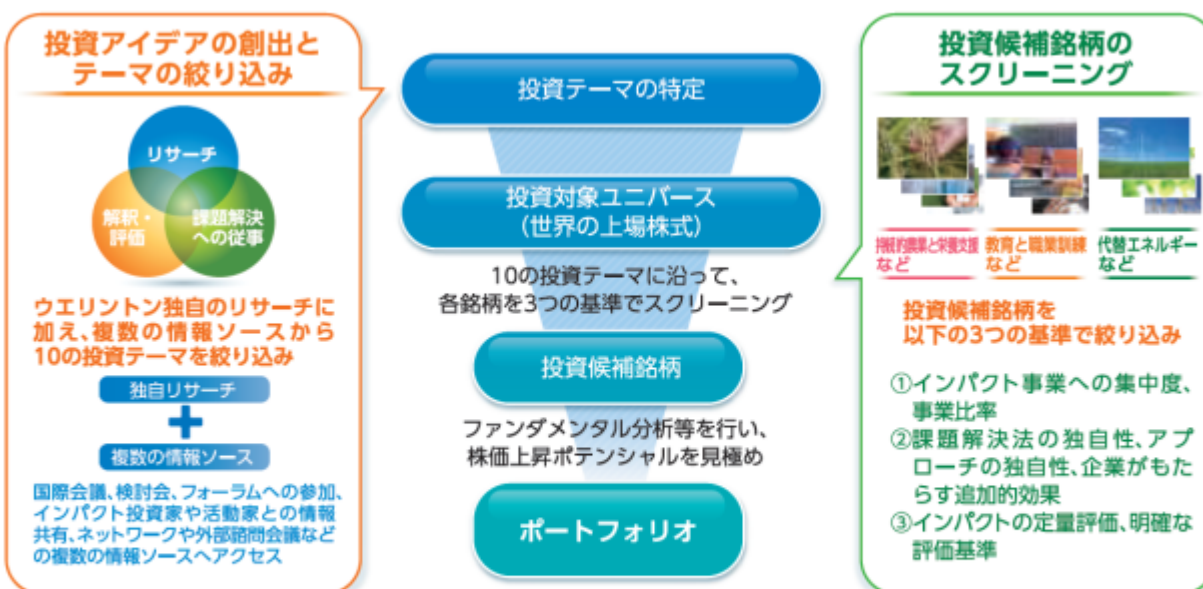 投資アイデアの創出と
テーマの絞り込み
リサーチ
解釈・
評価
課題解決
への従事
ウエリントン独自のリサーチに
加え、複数の情報ソースから
10の投資テーマを絞り込み
独自リサーチ
+
複数の情報ソース
国際会議、検討会、フォーラムへの参加、
インパクト投資家や活動家との情報
共有、ネットワークや外部諮問会議など
の複数の情報ソースへアクセス
投資テーマの特定
投資対象ユニバース
(世界の上場株式)
10の投資テーマに沿って、
各銘柄を3つの基準でスクリーニング
投資候補銘柄
ファンダメンタル分析等を行い、
株価上昇ポテンシャルを見極め
ポートフォリオ
投資候補銘柄の
スクリーニング
持続的農業と栄養支援
など
教育と職業訓練
など
代替エネルギー
など
投資候補銘柄を
以下の3つの基準で絞り込み
①インパクト事業への集中度、
事業比率
②課題解決法の独自性、アプ
ローチの独自性、企業がもた
らす追加的効果
③インパクトの定量評価、明確な
評価基準